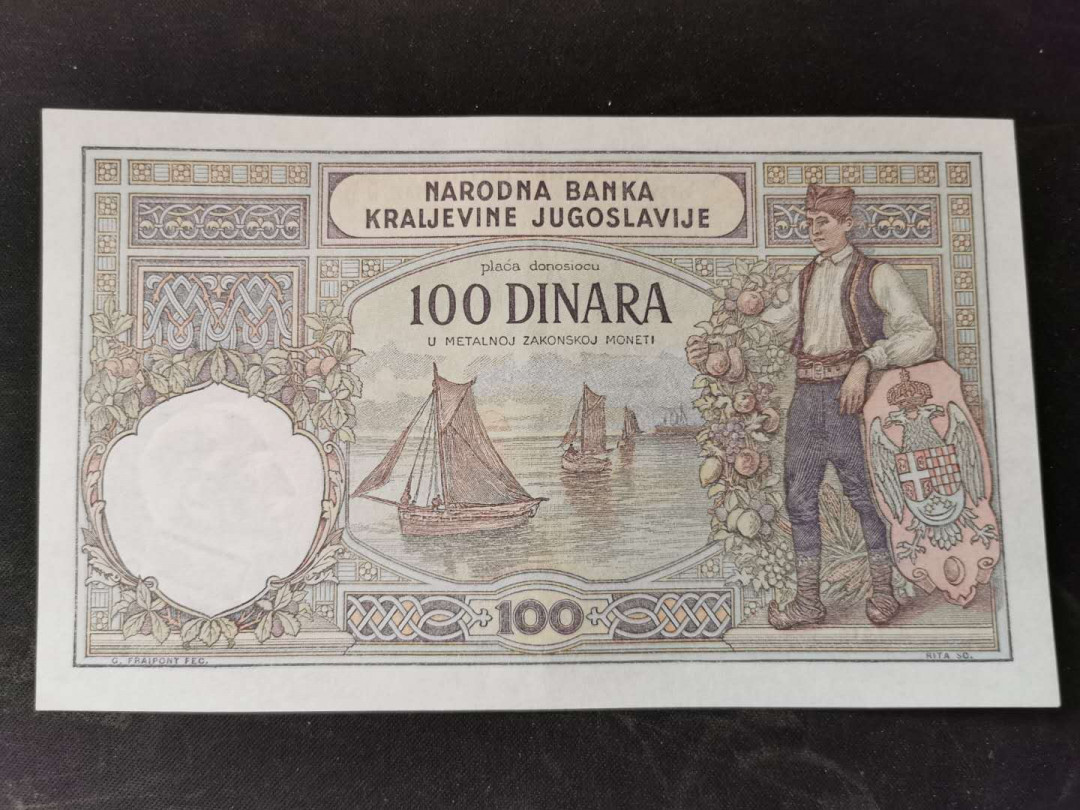 NARODNA BANKA
KRALJEVINE JUGOSLAVIJE
plaća donosiocu
100 DINARA
U METALNOJ ZAKONSKOJ MONETI
100
G. FRAIPONT FEC.
RITA SC.